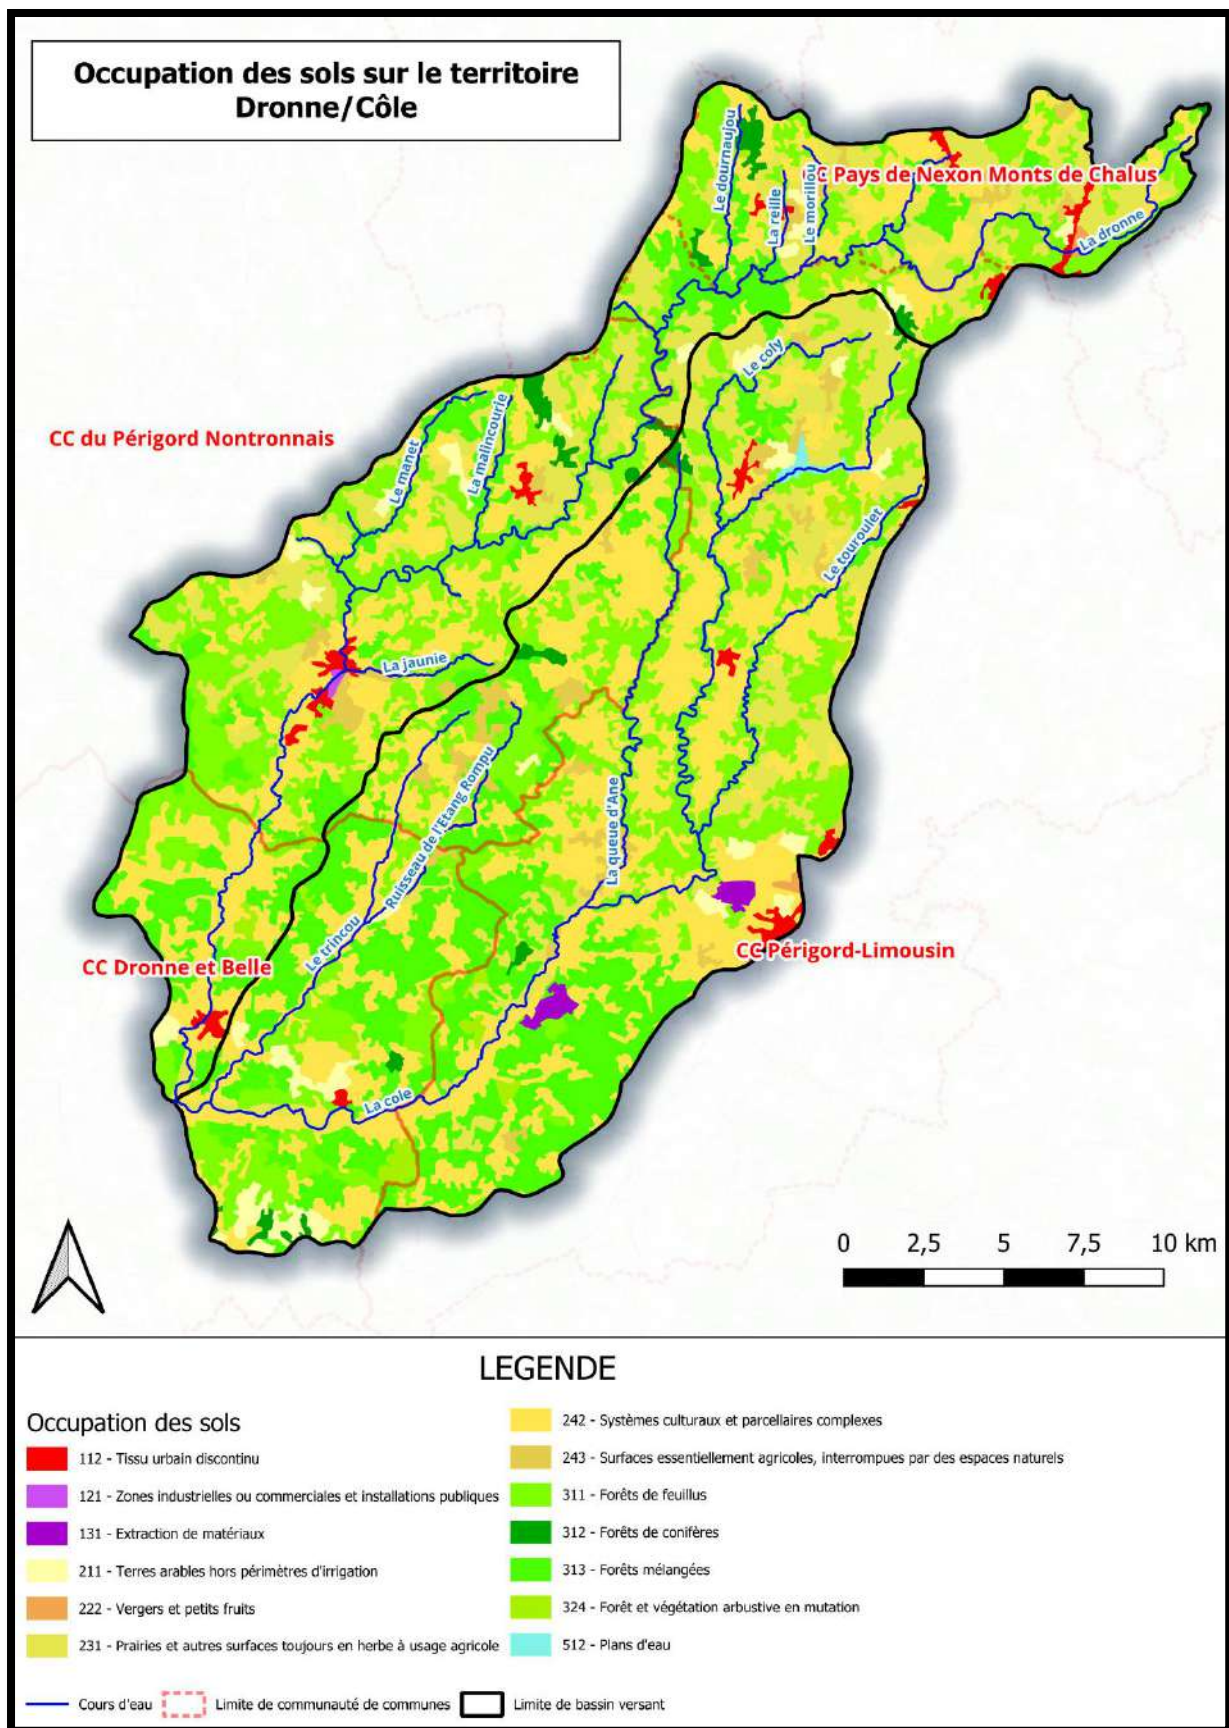 Occupation des sols sur le territoire
Dronne/Côle
Le dournaujou
La reille
Le morillou
CC Pays de Nexon Monts de Chalus
La dronne
Le coly
CC du Périgord Nontronnais
Le manet
La malincourie
Le touroulet
La jaunie
Ruisseau de l'Etang Rompu
La queue d'Ane
Le trincou
CC Dronne et Belle
CC Périgord-Limousin
La cole
0 2,5 5 7,5 10 km
LEGENDE
Occupation des sols
112 - Tissu urbain discontinu
121 - Zones industrielles ou commerciales et installations publiques
131 - Extraction de matériaux
211 - Terres arables hors périmètres d'irrigation
222 - Vergers et petits fruits
231 - Prairies et autres surfaces toujours en herbe à usage agricole
242 - Systèmes culturaux et parcellaires complexes
243 - Surfaces essentiellement agricoles, interrompues par des espaces naturels
311 - Forêts de feuillus
312 - Forêts de conifères
313 - Forêts mélangées
324 - Forêt et végétation arbustive en mutation
512 - Plans d'eau
Cours d'eau
Limite de communauté de communes
Limite de bassin versant